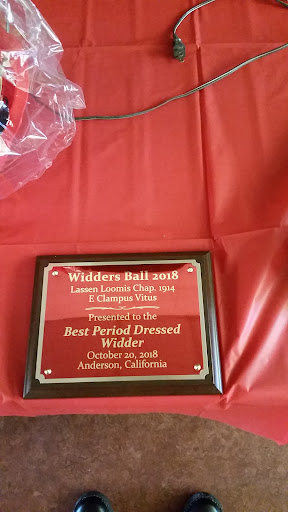 Widders Ball 2018
Lassen Loomis Chap. 1914
E Clampus Vitus
Presented to the
Best Period Dressed
Widder
October 20, 2018
Anderson, California